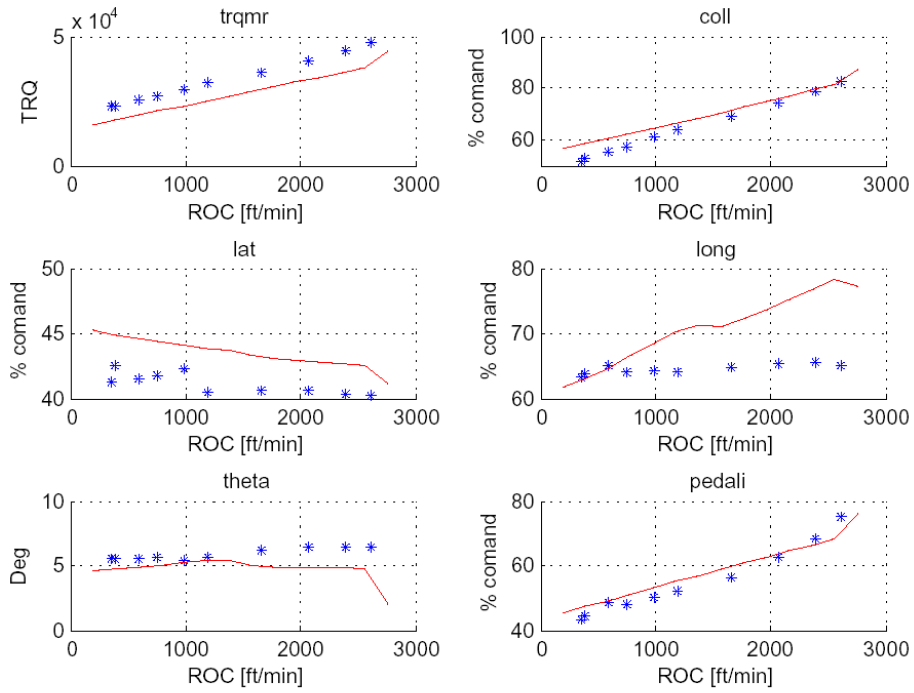 x 10⁴
trqmr
5
0
TRQ
0 1000 2000 3000
ROC [ft/min]
coll
100
80
60
% comand
0 1000 2000 3000
ROC [ft/min]
lat
50
45
40
% comand
0 1000 2000 3000
ROC [ft/min]
long
80
70
60
% comand
0 1000 2000 3000
ROC [ft/min]
theta
10
5
0
Deg
0 1000 2000 3000
ROC [ft/min]
pedali
80
60
40
% comand
0 1000 2000 3000
ROC [ft/min]